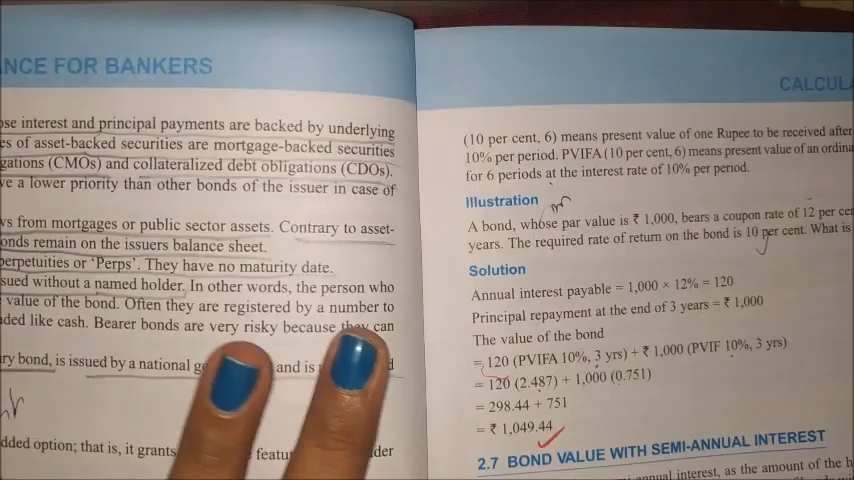 NCE FOR BANKERS
ose interest and principal payments are backed by underlying
es of asset-backed securities are mortgage-backed securities
gations (CMOs) and collateralized debt obligations (CDOs).
ve a lower priority than other bonds of the issuer in case of
ws from mortgages or public sector assets. Contrary to asset-
onds remain on the issuers balance sheet.
perpetuities or 'Perps'. They have no maturity date.
sued without a named holder. In other words, the person who
value of the bond. Often they are registered by a number to
ded like cash. Bearer bonds are very risky because they can
ry bond, is issued by a national g and is
dded option; that is, it grants featu der
CALCULA
(10 per cent, 6) means present value of one Rupee to be received after
10% per period. PVIFA (10 per cent, 6) means present value of an ordina
for 6 periods at the interest rate of 10% per period.
Illustration
A bond, whose par value is ₹ 1,000, bears a coupon rate of 12 per cen
years. The required rate of return on the bond is 10 per cent. What is
Solution
Annual interest payable = 1,000 × 12% = 120
Principal repayment at the end of 3 years = ₹ 1,000
The value of the bond
= 120 (PVIFA 10%, 3 yrs) + ₹ 1,000 (PVIF 10%, 3 yrs)
= 120 (2.487) + 1,000 (0.751)
= 298.44 + 751
= ₹ 1,049.44
2.7 BOND VALUE WITH SEMI-ANNUAL INTEREST
annual interest, as the amount of the h